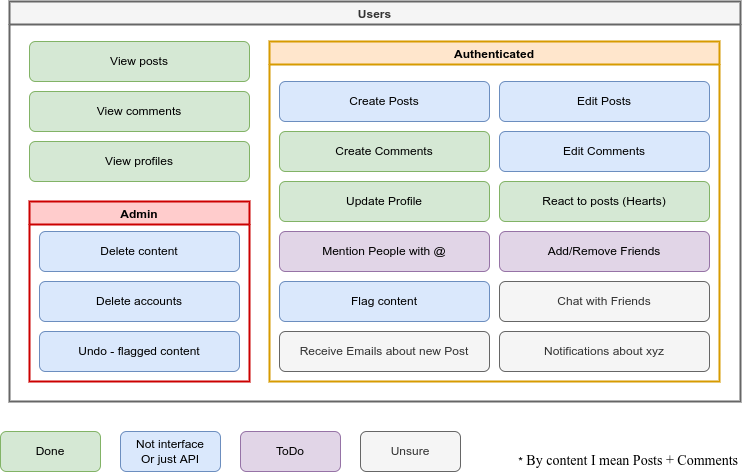 Users
View posts
View comments
View profiles
Admin
Delete content
Delete accounts
Undo - flagged content
Authenticated
Create Posts
Edit Posts
Create Comments
Edit Comments
Update Profile
React to posts (Hearts)
Mention People with @
Add/Remove Friends
Flag content
Chat with Friends
Receive Emails about new Post
Notifications about xyz
Done
Not interface
Or just API
ToDo
Unsure
* By content I mean Posts + Comments